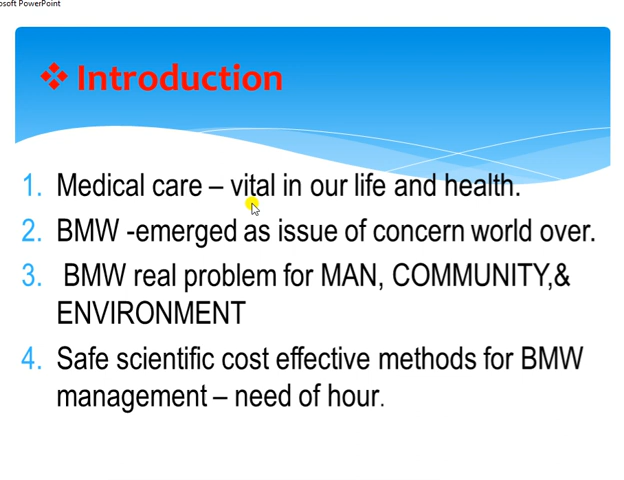 osoft PowerPoint
❖ Introduction
1. Medical care – vital in our life and health.
2. BMW -emerged as issue of concern world over.
3. BMW real problem for MAN, COMMUNITY,&
ENVIRONMENT
4. Safe scientific cost effective methods for BMW
management – need of hour.